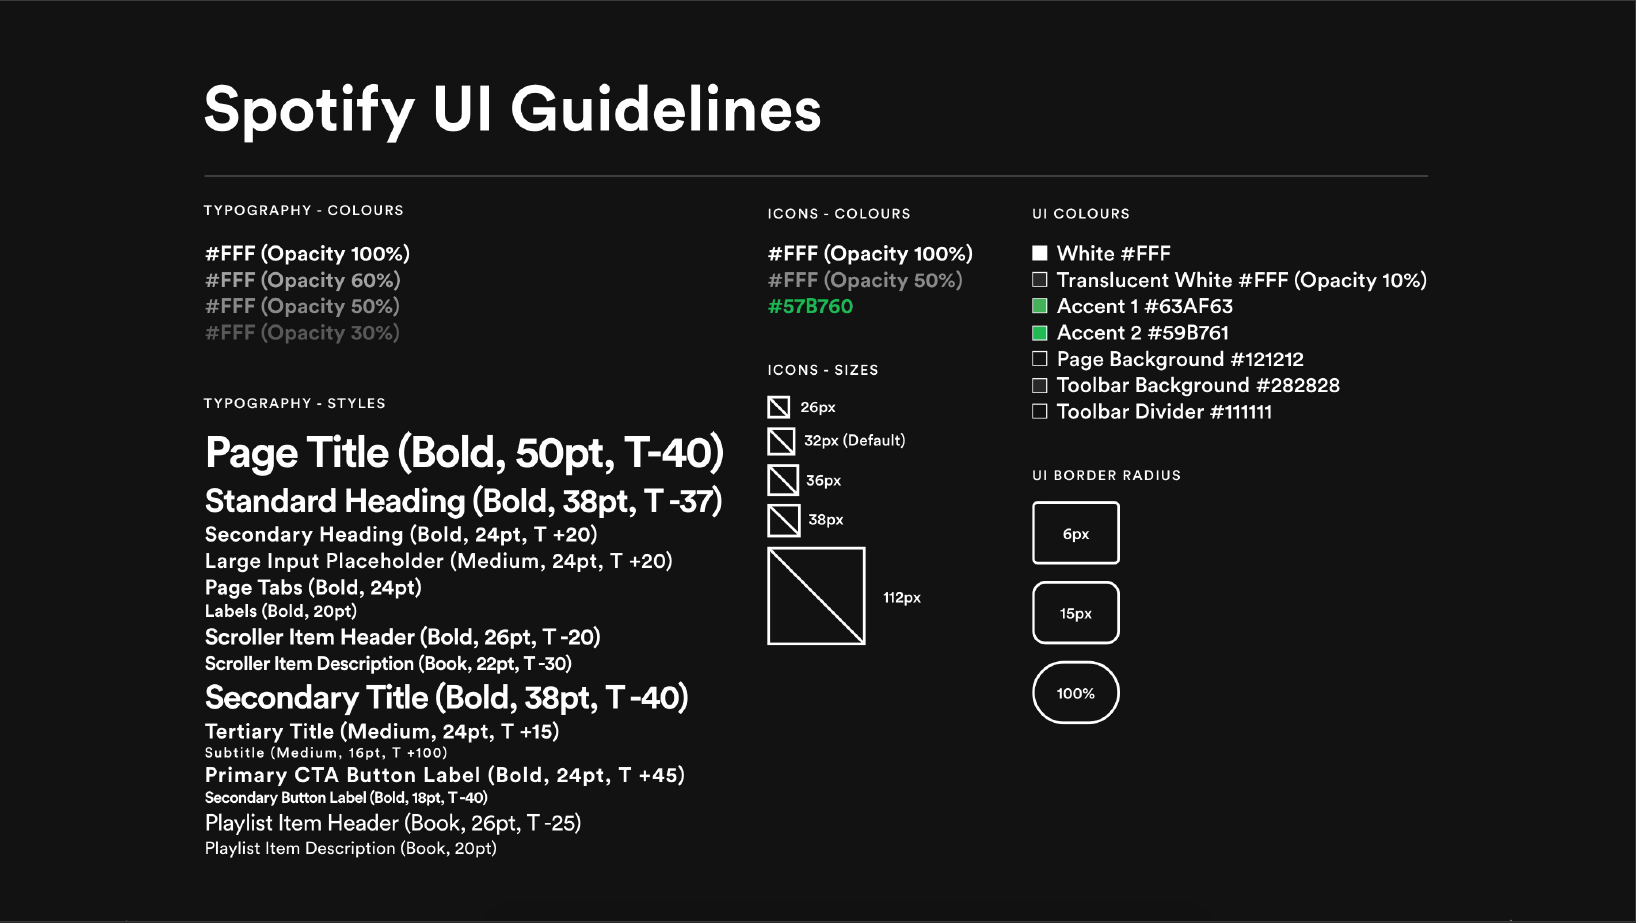 Spotify UI Guidelines
TYPOGRAPHY - COLOURS
#FFF (Opacity 100%)
#FFF (Opacity 60%)
#FFF (Opacity 50%)
#FFF (Opacity 30%)
TYPOGRAPHY - STYLES
Page Title (Bold, 50pt, T-40)
Standard Heading (Bold, 38pt, T -37)
Secondary Heading (Bold, 24pt, T +20)
Large Input Placeholder (Medium, 24pt, T +20)
Page Tabs (Bold, 24pt)
Labels (Bold, 20pt)
Scroller Item Header (Bold, 26pt, T -20)
Scroller Item Description (Book, 22pt, T -30)
Secondary Title (Bold, 38pt, T -40)
Tertiary Title (Medium, 24pt, T +15)
Subtitle (Medium, 16pt, T +100)
Primary CTA Button Label (Bold, 24pt, T +45)
Secondary Button Label (Bold, 18pt, T -40)
Playlist Item Header (Book, 26pt, T -25)
Playlist Item Description (Book, 20pt)
ICONS - COLOURS
#FFF (Opacity 100%)
#FFF (Opacity 50%)
#57B760
ICONS - SIZES
26px
32px (Default)
36px
38px
112px
UI COLOURS
White #FFF
Translucent White #FFF (Opacity 10%)
Accent 1 #63AF63
Accent 2 #59B761
Page Background #121212
Toolbar Background #282828
Toolbar Divider #111111
UI BORDER RADIUS
6px
15px
100%